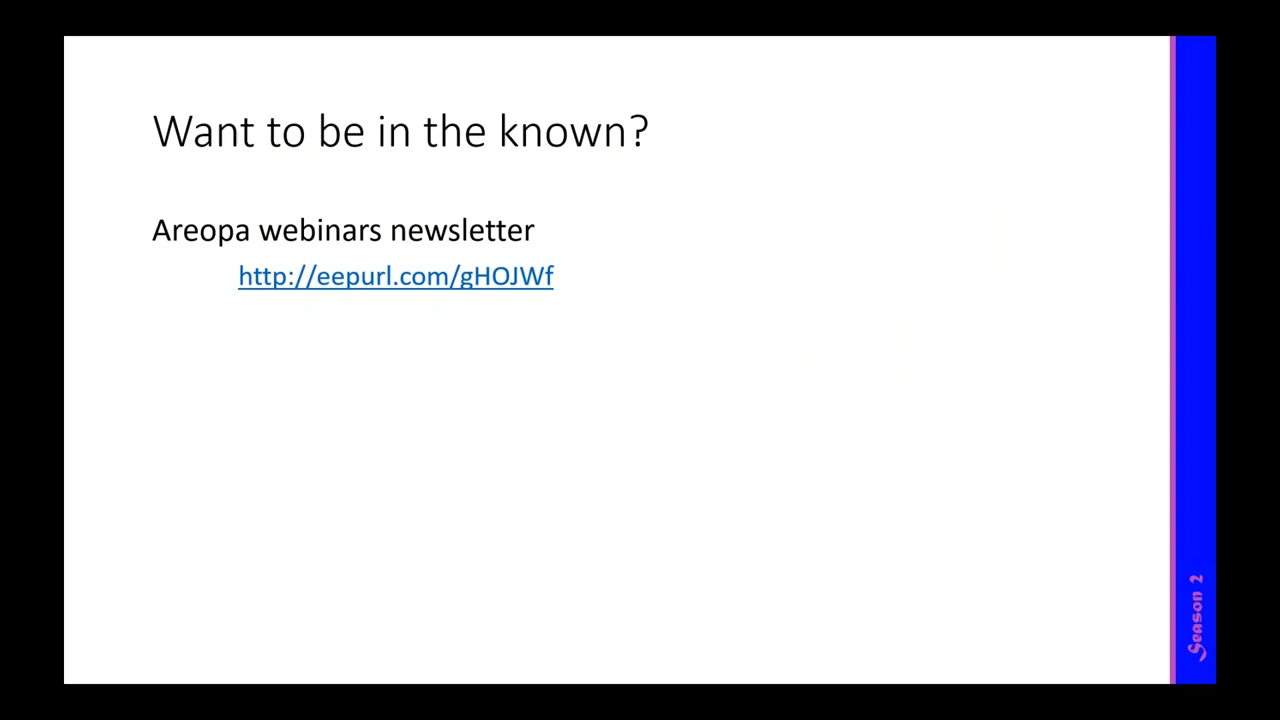 Want to be in the known?
Areopa webinars newsletter
http://eepurl.com/gHOJWf
Season 2